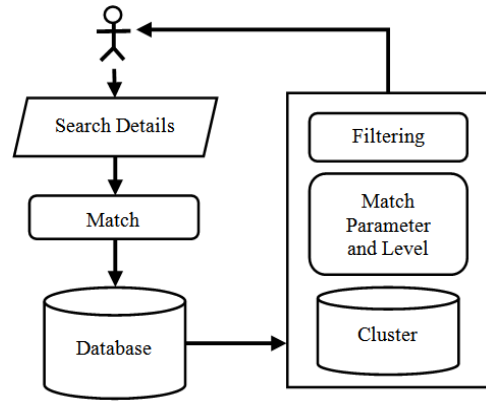 Search Details
Match
Database
Filtering
Match
Parameter
and Level
Cluster